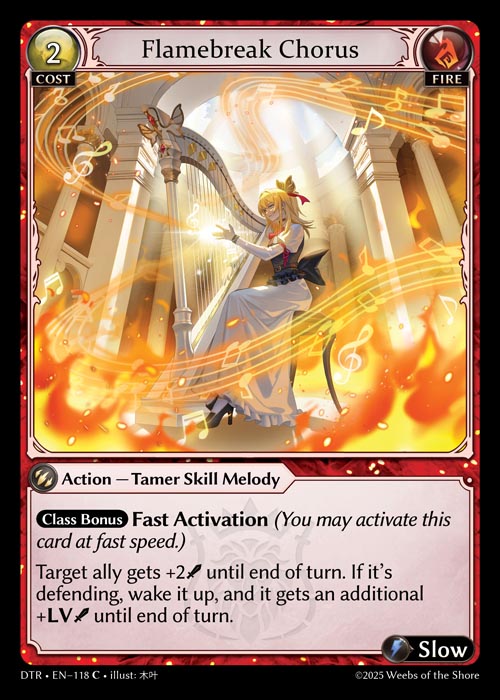 2
COST
Flamebreak Chorus
FIRE
Action — Tamer Skill Melody
Class Bonus Fast Activation (You may activate this
card at fast speed.)
Target ally gets +2 until end of turn. If it's
defending, wake it up, and it gets an additional
+LV until end of turn.
Slow
DTR • EN–118 C • illust: 木叶
©2025 Weebs of the Shore